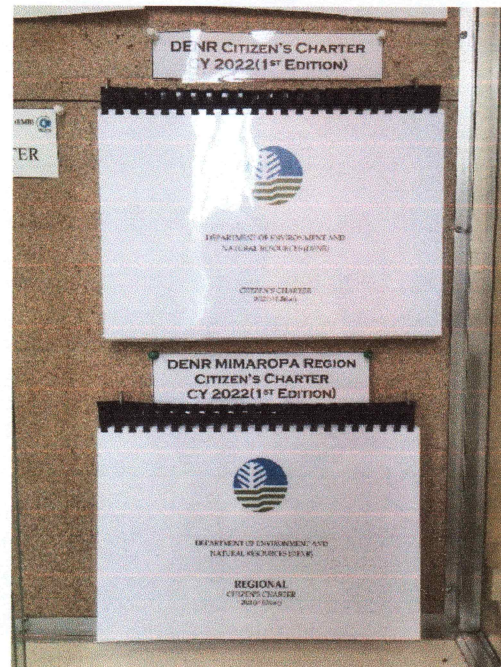 DENR CITIZEN'S CHARTER
CY 2022(1ST EDITION)
(EMB)
TER
DEPARTMENT OF ENVIRONMENT AND
NATURAL RESOURCES (DENR)
CITIZEN'S CHARTER
DENR MIMAROPA REGION
CITIZEN'S CHARTER
CY 2022(1ST EDITION)
DEPARTMENT OF ENVIRONMENT AND
NATURAL RESOURCES (DENR)
REGIONAL
CITIZEN'S CHARTER